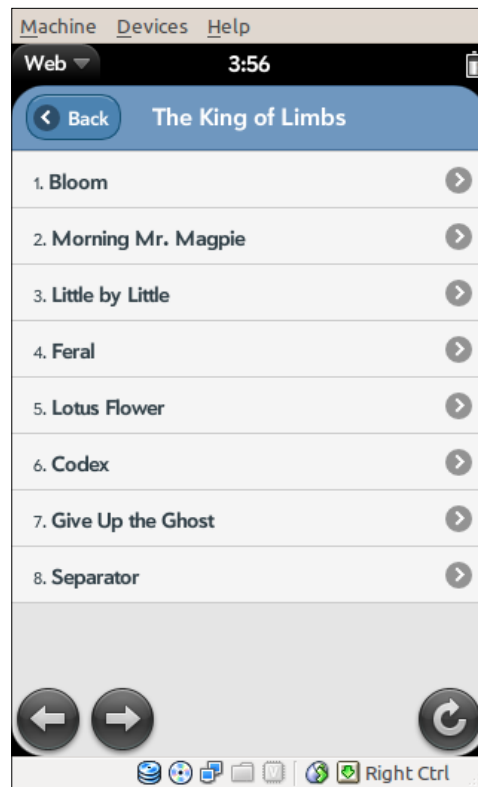 Machine Devices Help
Web 3:56
Back The King of Limbs
1. Bloom
2. Morning Mr. Magpie
3. Little by Little
4. Feral
5. Lotus Flower
6. Codex
7. Give Up the Ghost
8. Separator
V Right Ctrl